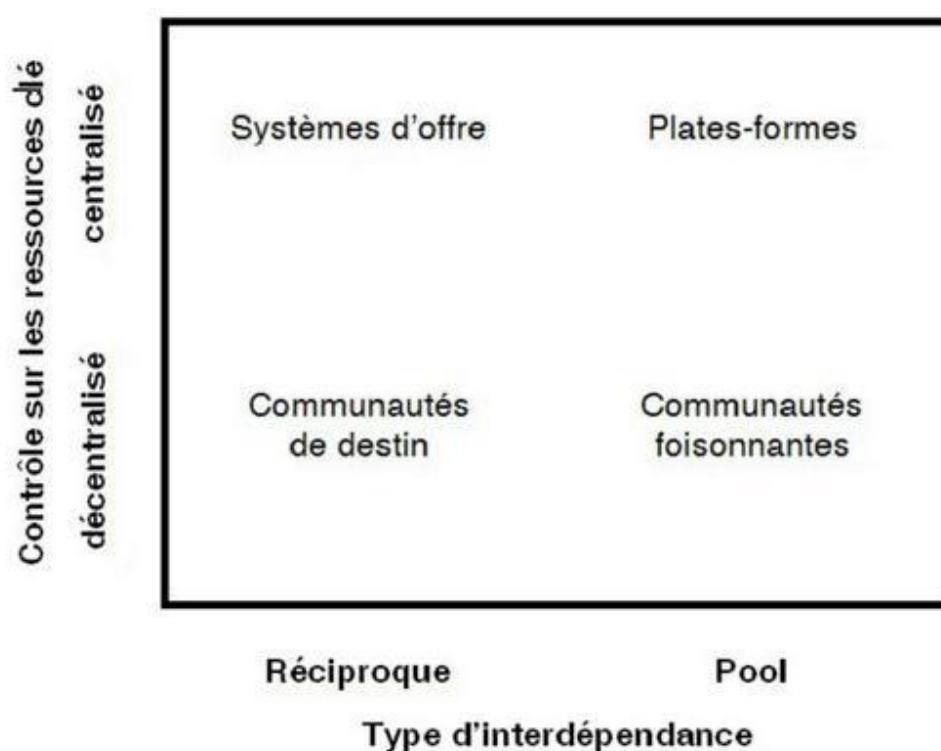 Contrôle sur les ressources clé
centralisé
décentralisé
Systèmes d'offre
Plates-formes
Communautés
de destin
Communautés
foisonnantes
Réciproque
Pool
Type d'interdépendance